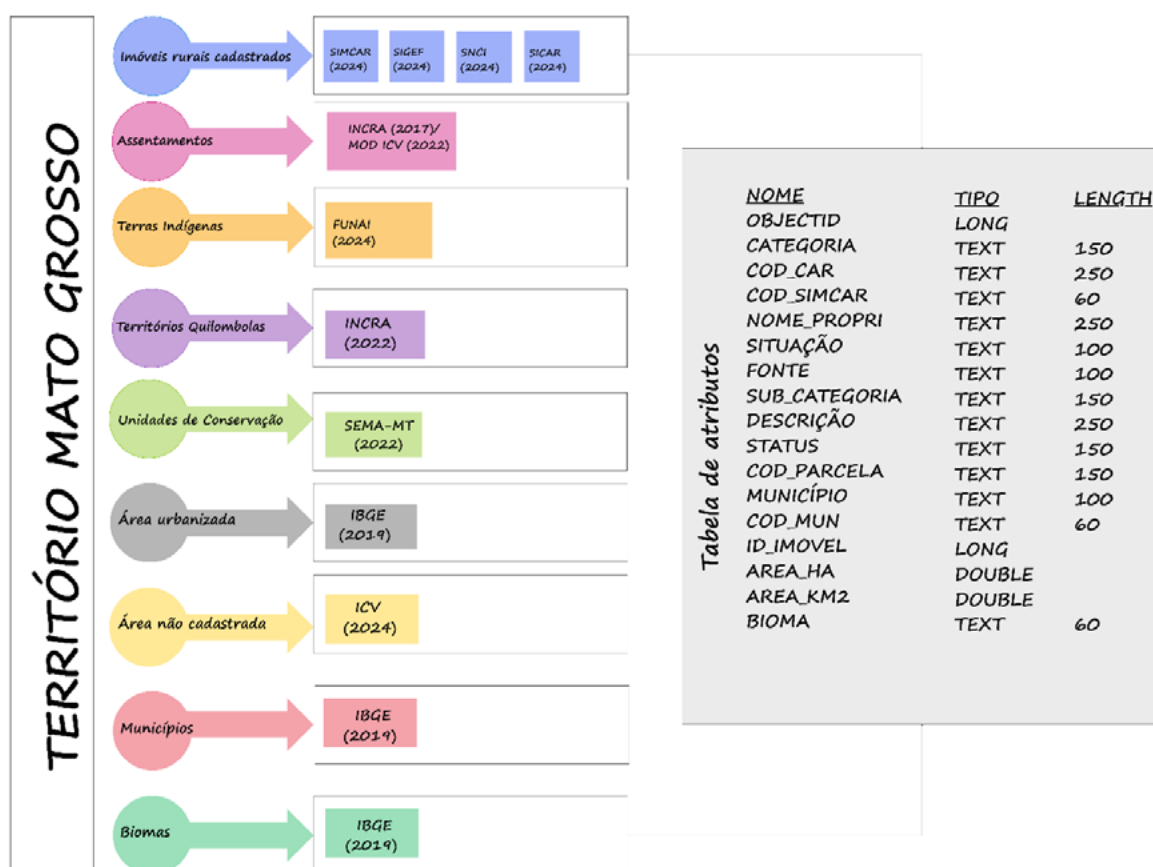 TERRITÓRIO MATO GROSSO
Imóveis rurais cadastrados
SIMCAR
(2024)
SIGEF
(2024)
SNCI
(2024)
SICAR
(2024)
Assentamentos
INCRA (2017)/
MOD ICV (2022)
Terras Indígenas
FUNAI
(2024)
Territórios Quilombolas
INCRA
(2022)
Unidades de Conservação
SEMA-MT
(2022)
Área urbanizada
IBGE
(2019)
Área não cadastrada
ICV
(2024)
Municípios
IBGE
(2019)
Biomas
IBGE
(2019)
Tabela de atributos
NOME TIPO LENGTH
OBJECTID LONG
CATEGORIA TEXT 150
COD_CAR TEXT 250
COD_SIMCAR TEXT 60
NOME_PROPRI TEXT 250
SITUAÇÃO TEXT 100
FONTE TEXT 100
SUB_CATEGORIA TEXT 150
DESCRIÇÃO TEXT 250
STATUS TEXT 150
COD_PARCELA TEXT 150
MUNICÍPIO TEXT 100
COD_MUN TEXT 60
ID_IMOVEL LONG
AREA_HA DOUBLE
AREA_KM2 DOUBLE
BIOMA TEXT 60